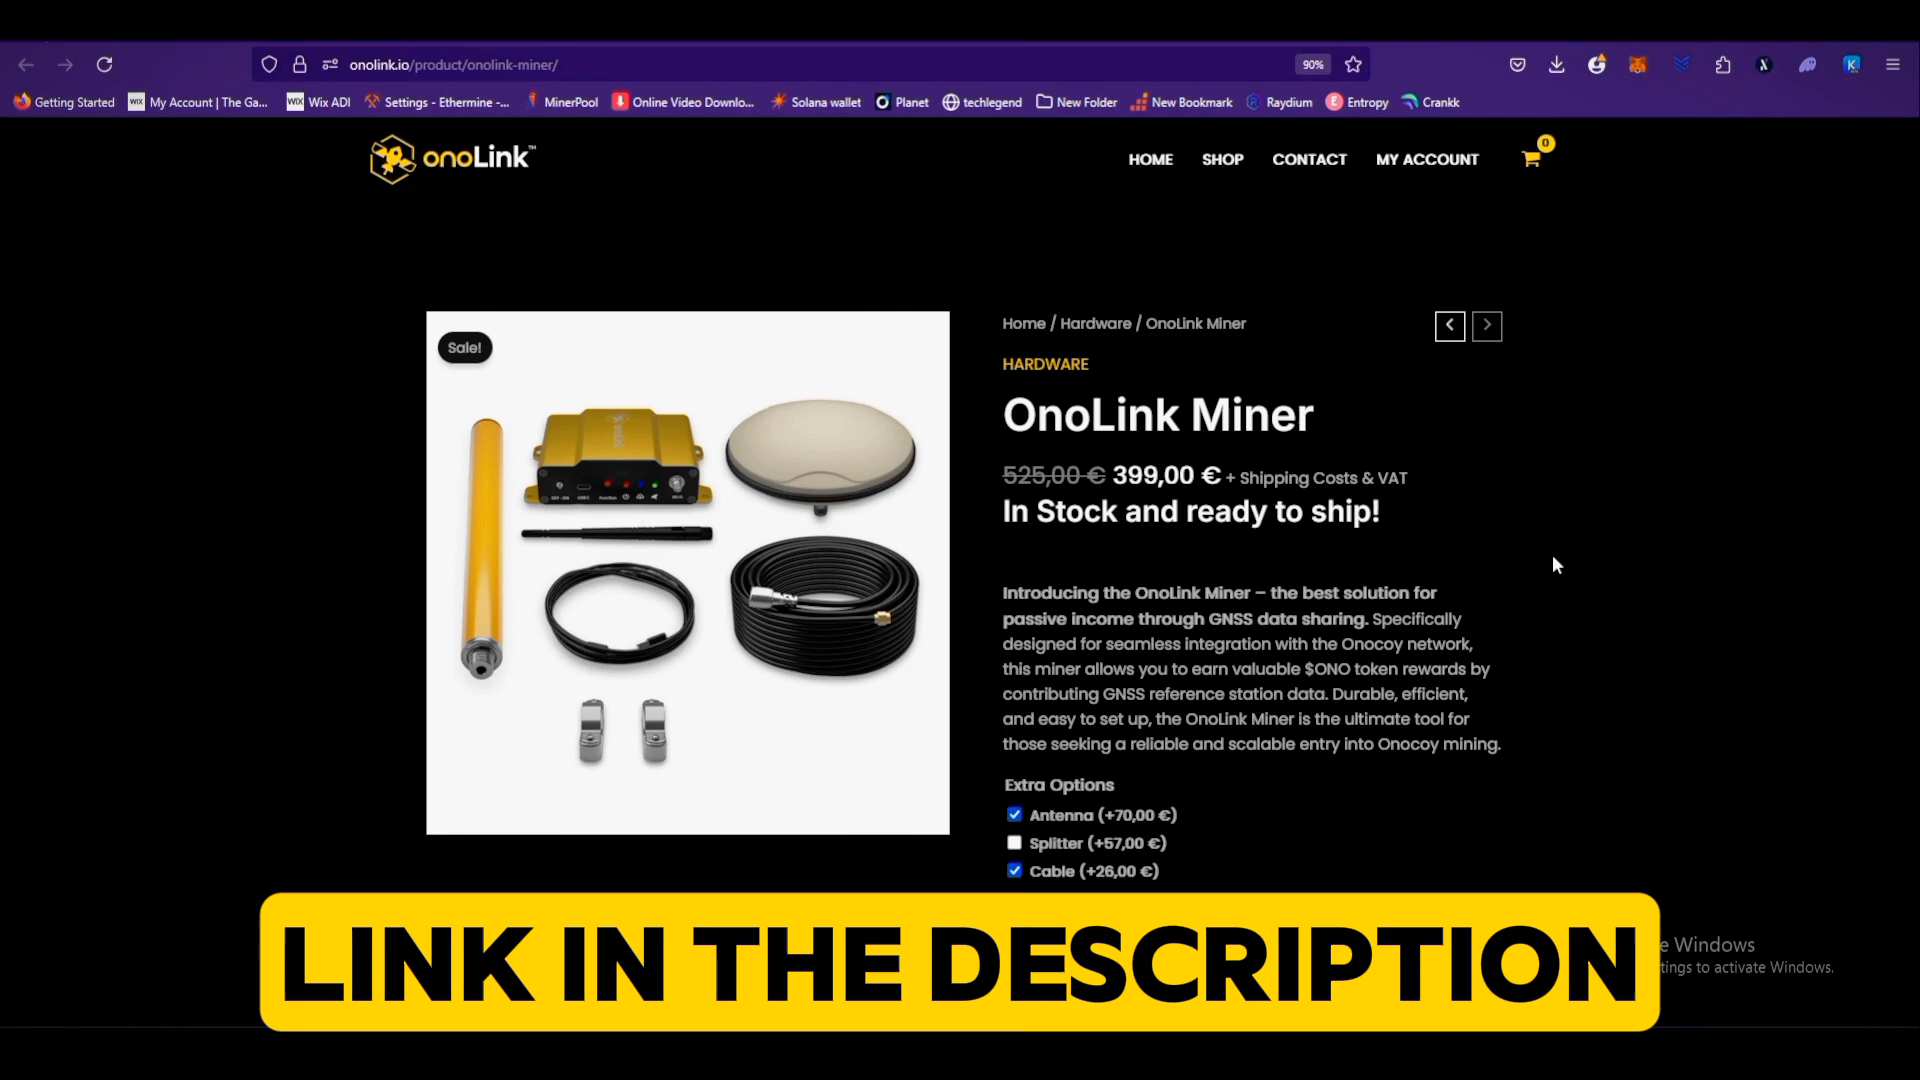 onolink.io/product/onolink-miner/
90%
Getting Started
WIX My Account | The Ga...
WIX Wix ADI
Settings - Ethermine -...
MinerPool
Online Video Downlo...
Solana wallet
Planet
techlegend
New Folder
New Bookmark
Raydium
E Entropy
Crankk
onoLink™
HOME
SHOP
CONTACT
MY ACCOUNT
0
Sale!
Home / Hardware / OnoLink Miner
HARDWARE
OnoLink Miner
525,00 € 399,00 € + Shipping Costs & VAT
In Stock and ready to ship!
Introducing the OnoLink Miner – the best solution for
passive income through GNSS data sharing. Specifically
designed for seamless integration with the Onocoy network,
this miner allows you to earn valuable $ONO token rewards by
contributing GNSS reference station data. Durable, efficient,
and easy to set up, the OnoLink Miner is the ultimate tool for
those seeking a reliable and scalable entry into Onocoy mining.
Extra Options
Antenna (+70,00 €)
Splitter (+57,00 €)
Cable (+26,00 €)
LINK IN THE DESCRIPTION
e Windows
tings to activate Windows.